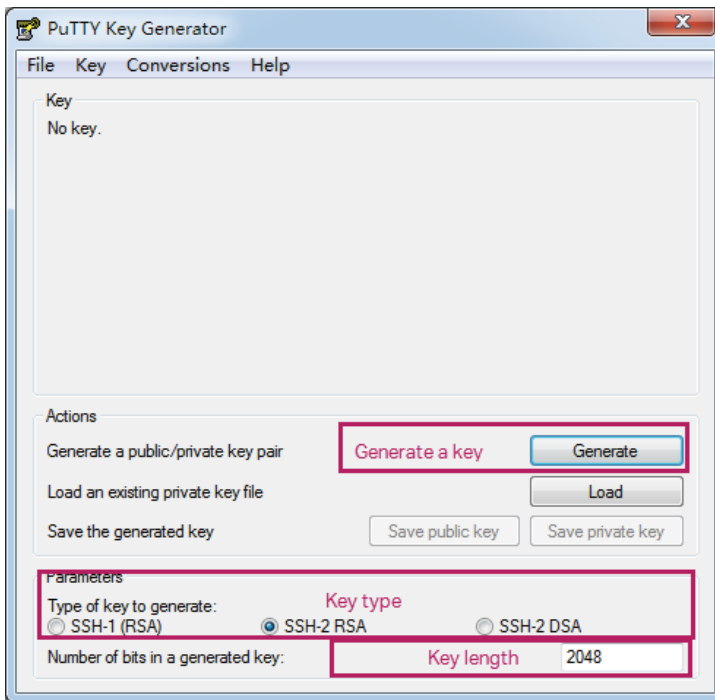 PuTTY Key Generator
File Key Conversions Help
Key
No key.
Actions
Generate a public/private key pair Generate a key Generate
Load an existing private key file Load
Save the generated key Save public key Save private key
Parameters
Type of key to generate: Key type
SSH-1 (RSA) SSH-2 RSA SSH-2 DSA
Number of bits in a generated key: Key length 2048